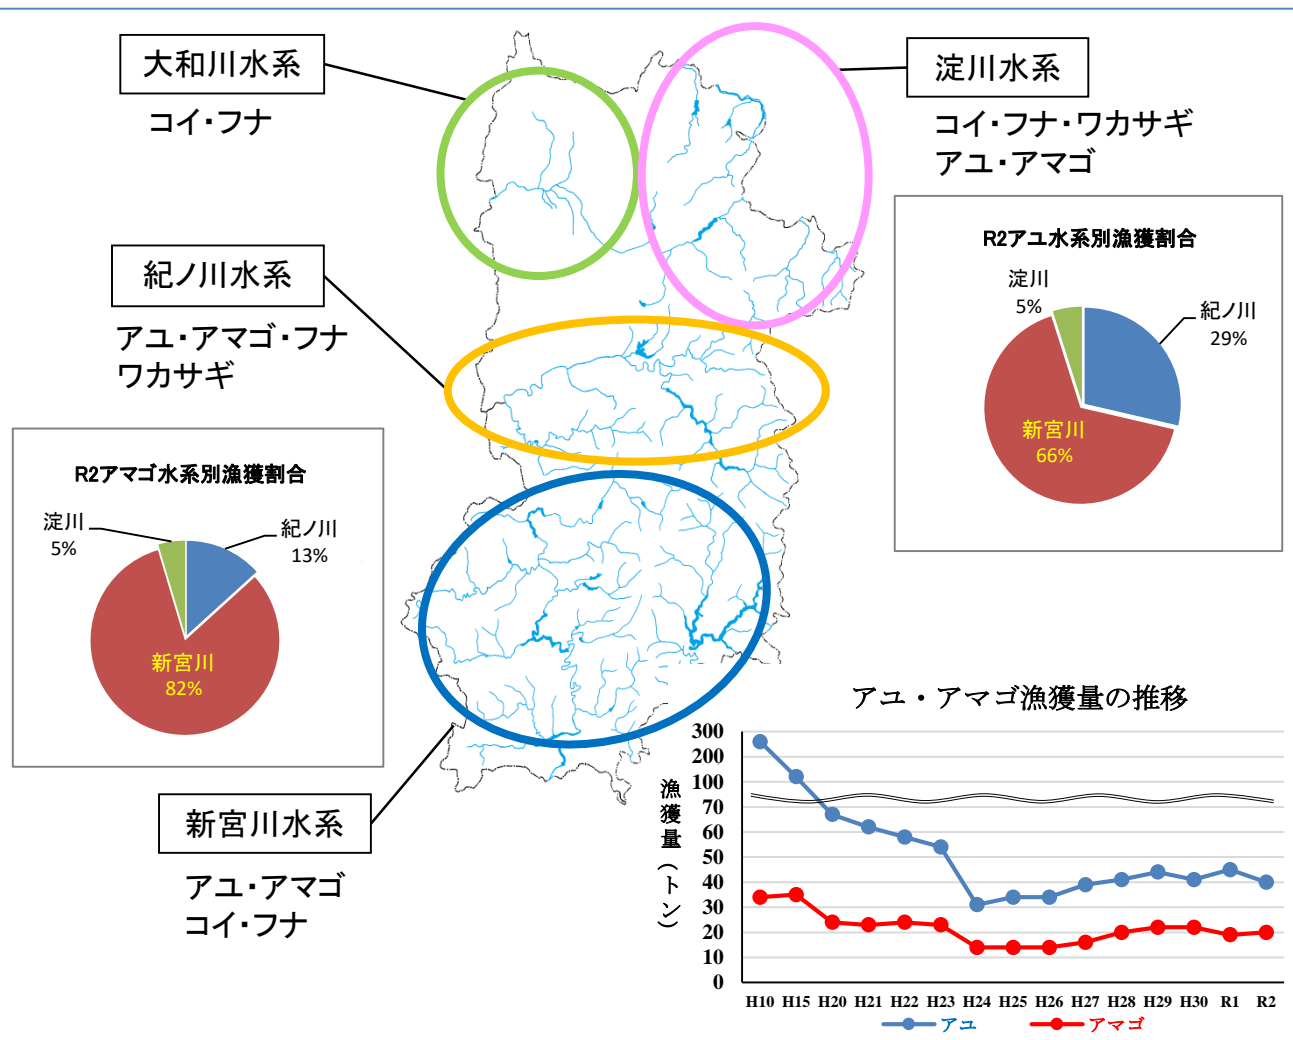 大和川水系
コイ・フナ
淀川水系
コイ・フナ・ワカサギ
アユ・アマゴ
紀ノ川水系
アユ・アマゴ・フナ
ワカサギ
R2アユ水系別漁獲割合
淀川
5%
紀ノ川
29%
新宮川
66%
R2アマゴ水系別漁獲割合
淀川
5%
紀ノ川
13%
新宮川
82%
新宮川水系
アユ・アマゴ
コイ・フナ
アユ・アマゴ漁獲量の推移
漁獲量(トン)
300
200
100
70
60
50
40
30
20
10
0
H10 H15 H20 H21 H22 H23 H24 H25 H26 H27 H28 H29 H30 R1 R2
アユ アマゴ